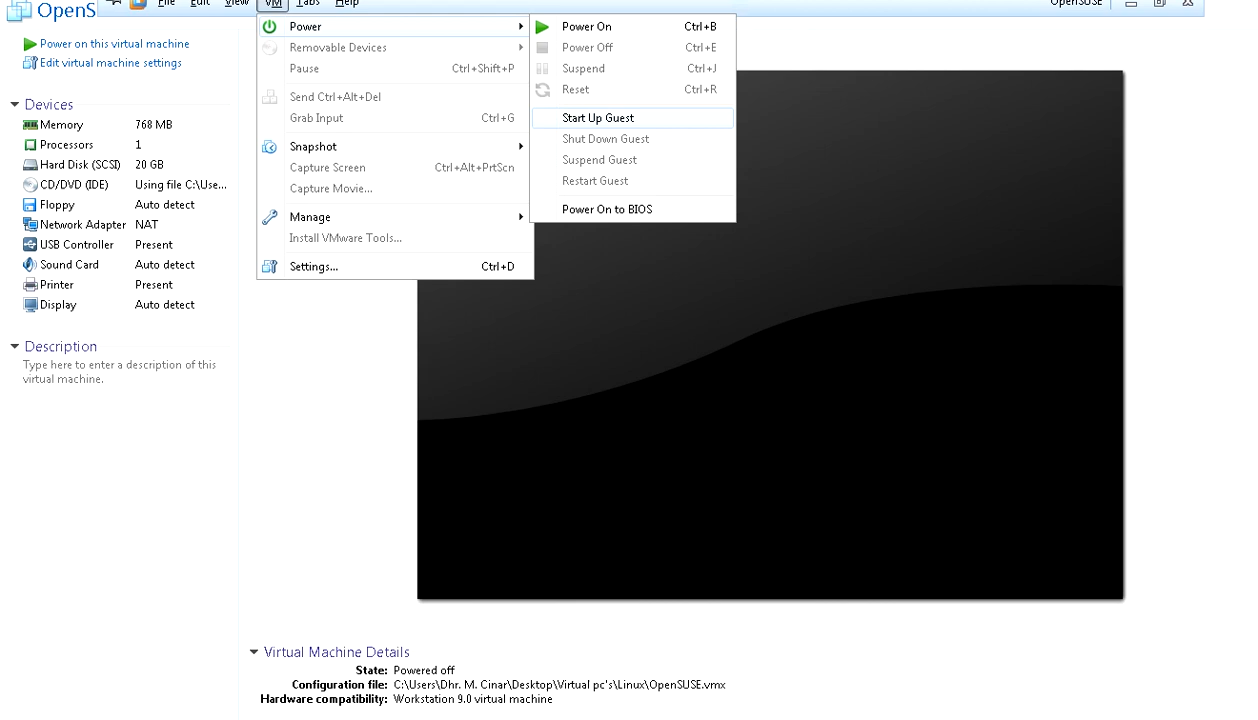 OpenS
File Edit View VM Tabs Help
OpenSUSE
Power on this virtual machine
Edit virtual machine settings
Devices
Memory 768 MB
Processors 1
Hard Disk (SCSI) 20 GB
CD/DVD (IDE) Using file C:\Use...
Floppy Auto detect
Network Adapter NAT
USB Controller Present
Sound Card Auto detect
Printer Present
Display Auto detect
Description
Type here to enter a description of this
virtual machine.
Power
Removable Devices
Pause Ctrl+Shift+P
Send Ctrl+Alt+Del
Grab Input Ctrl+G
Snapshot
Capture Screen Ctrl+Alt+PrtScn
Capture Movie...
Manage
Install VMware Tools...
Settings... Ctrl+D
Power On Ctrl+B
Power Off Ctrl+E
Suspend Ctrl+J
Reset Ctrl+R
Start Up Guest
Shut Down Guest
Suspend Guest
Restart Guest
Power On to BIOS
Virtual Machine Details
State: Powered off
Configuration file: C:\Users\Dhr. M. Cinar\Desktop\Virtual pc's\Linux\OpenSUSE.vmx
Hardware compatibility: Workstation 9.0 virtual machine